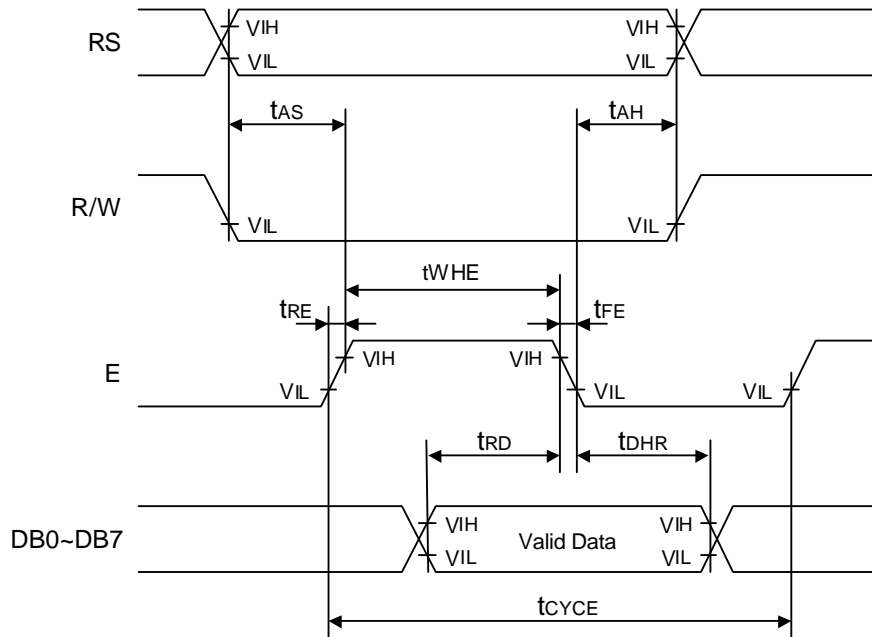 RS
VIH
VIH
VIL
VIL
tAS
tAH
R/W
VIL
VIL
tWHE
tRE
tFE
E
VIH
VIH
VIL
VIL
VIL
tRD
tDHR
DB0~DB7
VIH
VIH
VIL
Valid Data
VIL
tCYCE